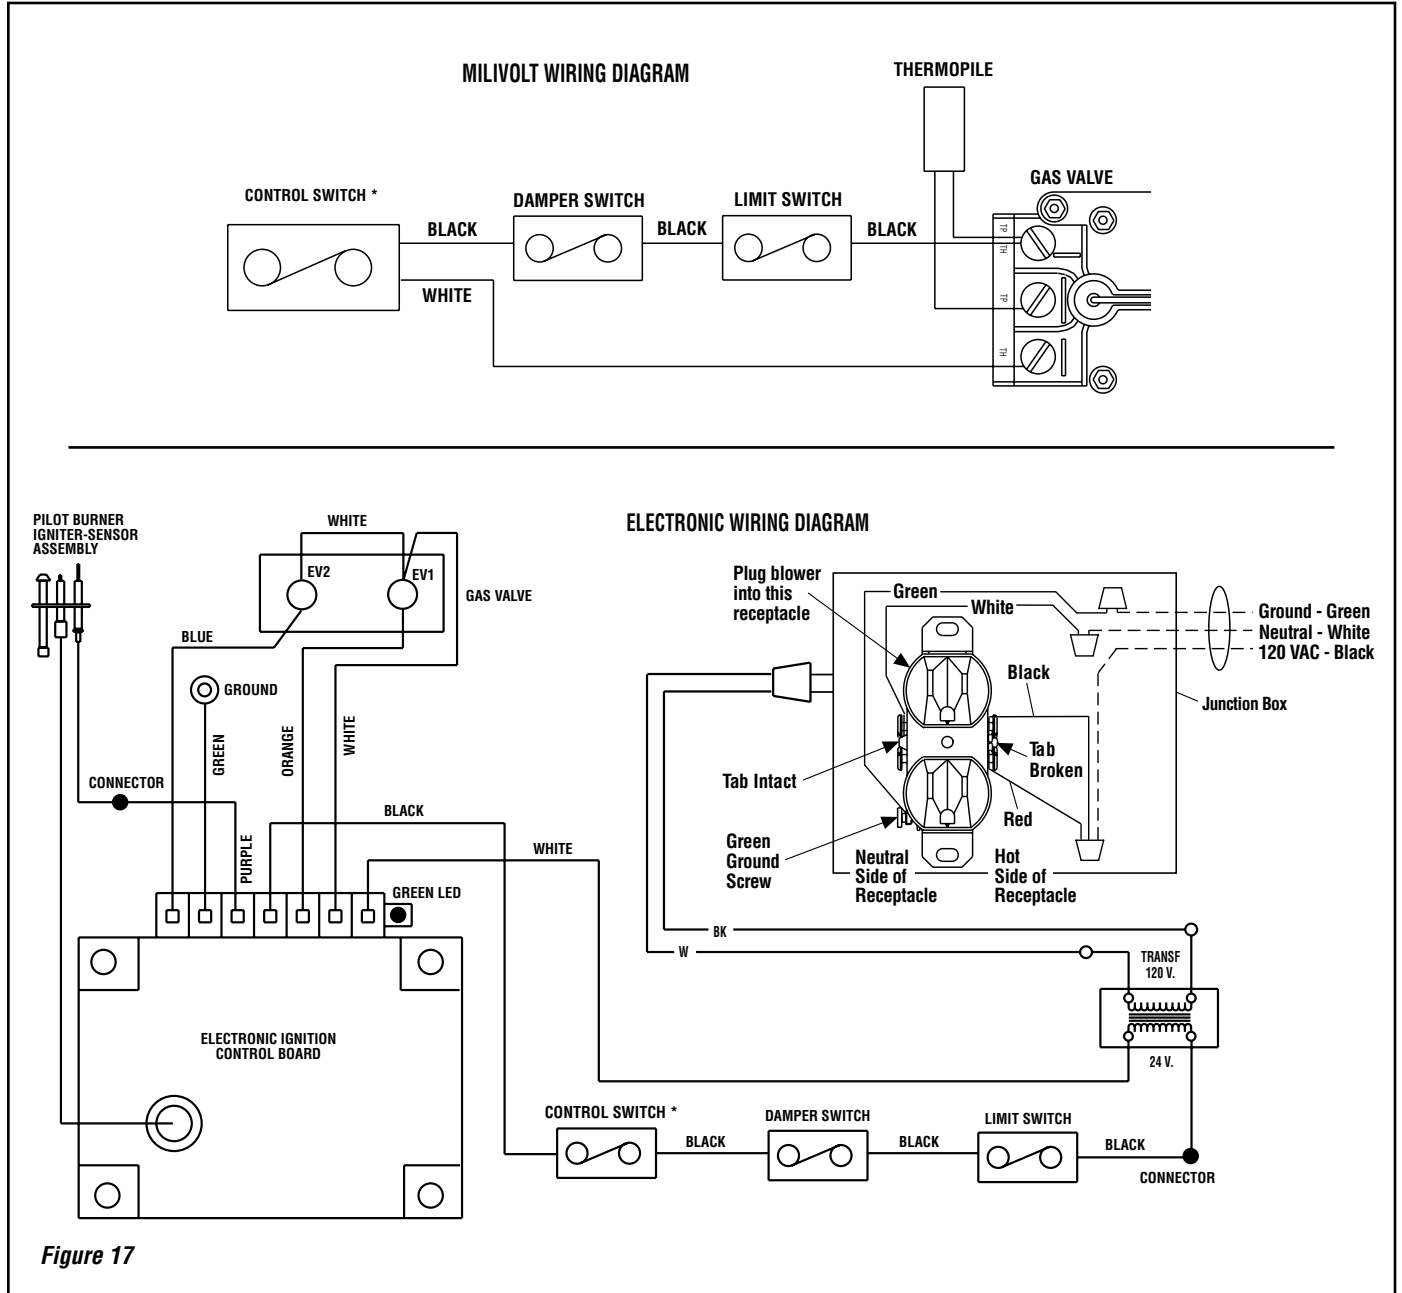 MILIVOLT WIRING DIAGRAM
THERMOPILE
GAS VALVE
CONTROL SWITCH *
DAMPER SWITCH
LIMIT SWITCH
BLACK
BLACK
BLACK
WHITE
TP
TH
TP
TH
ELECTRONIC WIRING DIAGRAM
PILOT BURNER
IGNITER-SENSOR
ASSEMBLY
WHITE
EV2
EV1
GAS VALVE
BLUE
GROUND
GREEN
ORANGE
WHITE
CONNECTOR
PURPLE
BLACK
WHITE
GREEN LED
ELECTRONIC IGNITION
CONTROL BOARD
Plug blower
into this
receptacle
Green
White
Ground - Green
Neutral - White
120 VAC - Black
Black
Junction Box
Tab Intact
Tab
Broken
Red
Green
Ground
Screw
Neutral
Side of
Receptacle
Hot
Side of
Receptacle
BK
W
TRANSF
120 V.
24 V.
CONTROL SWITCH *
DAMPER SWITCH
LIMIT SWITCH
BLACK
BLACK
BLACK
CONNECTOR
Figure 17